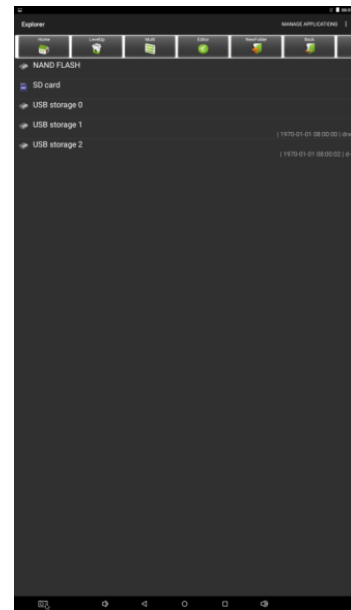 Explorer MANAGE APPLICATIONS
Home LevelUp Multi Editor NewFolder Back
NAND FLASH
SD card
USB storage 0
USB storage 1
| 1970-01-01 08:00:00 |
USB storage 2
| 1970-01-01 08:00:02 |